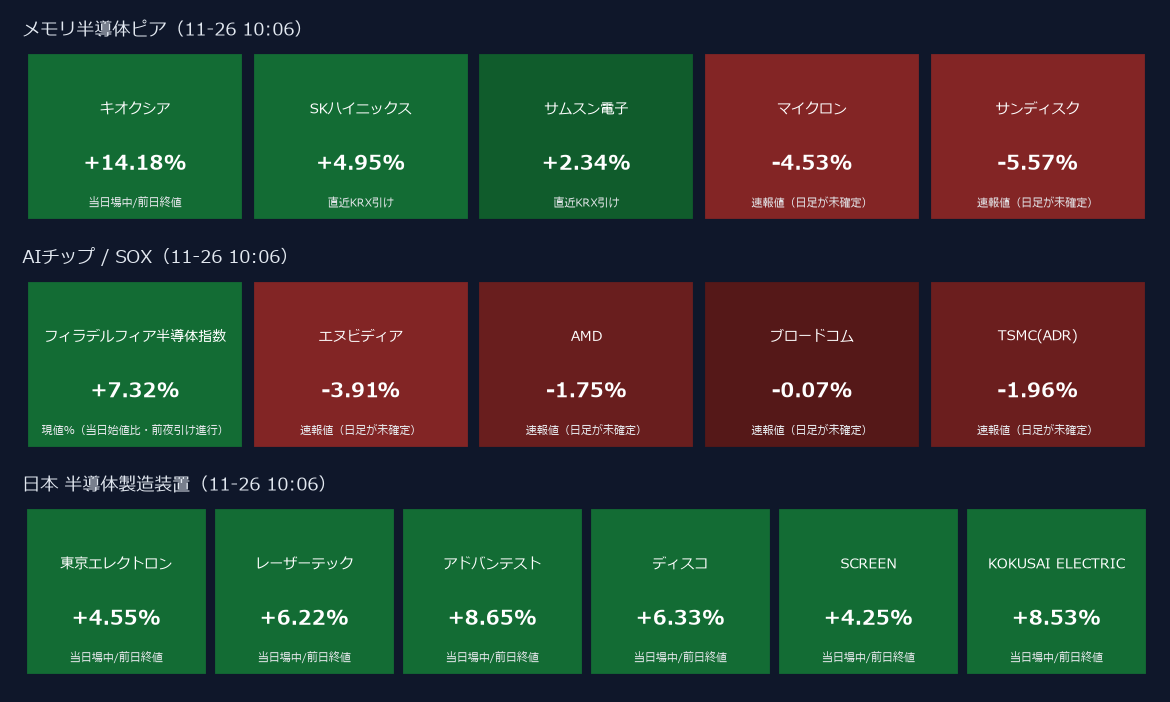 メモリ半導体ピア（11-26 10:06）
キオクシア
+14.18%
当日場中/前日終値
SKハイニックス
+4.95%
直近KRX引け
サムスン電子
+2.34%
直近KRX引け
マイクロン
-4.53%
速報値（日足が未確定）
サンディスク
-5.57%
速報値（日足が未確定）
AIチップ / SOX（11-26 10:06）
フィラデルフィア半導体指数
+7.32%
現値%（当日始値比・前夜引け進行）
エヌビディア
-3.91%
速報値（日足が未確定）
AMD
-1.75%
速報値（日足が未確定）
ブロードコム
-0.07%
速報値（日足が未確定）
TSMC(ADR)
-1.96%
速報値（日足が未確定）
日本 半導体製造装置（11-26 10:06）
東京エレクトロン
+4.55%
当日場中/前日終値
レーザーテック
+6.22%
当日場中/前日終値
アドバンテスト
+8.65%
当日場中/前日終値
ディスコ
+6.33%
当日場中/前日終値
SCREEN
+4.25%
当日場中/前日終値
KOKUSAI ELECTRIC
+8.53%
当日場中/前日終値